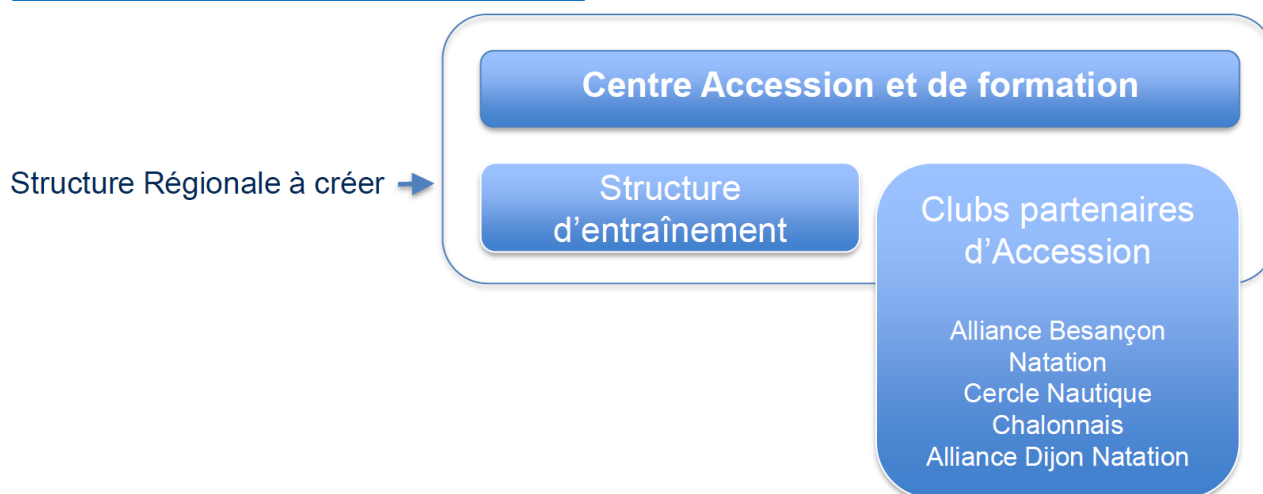 Centre Accession et de formation
Structure Régionale à créer
Structure
d’entraînement
Clubs partenaires
d’Accession
Alliance Besançon
Natation
Cercle Nautique
Chalonnais
Alliance Dijon Natation